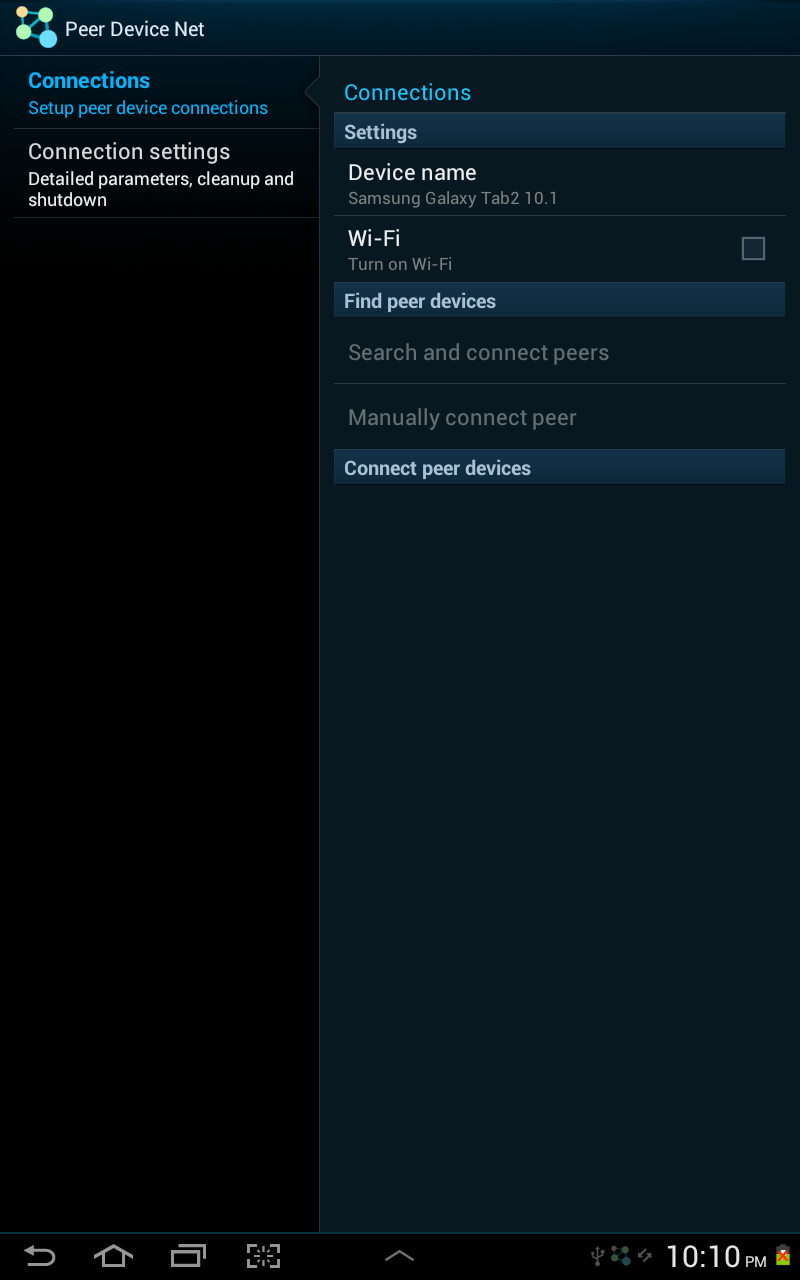 Peer Device Net
Connections
Setup peer device connections
Connection settings
Detailed parameters, cleanup and
shutdown
Connections
Settings
Device name
Samsung Galaxy Tab2 10.1
Wi-Fi
Turn on Wi-Fi
Find peer devices
Search and connect peers
Manually connect peer
Connect peer devices
10:10 PM